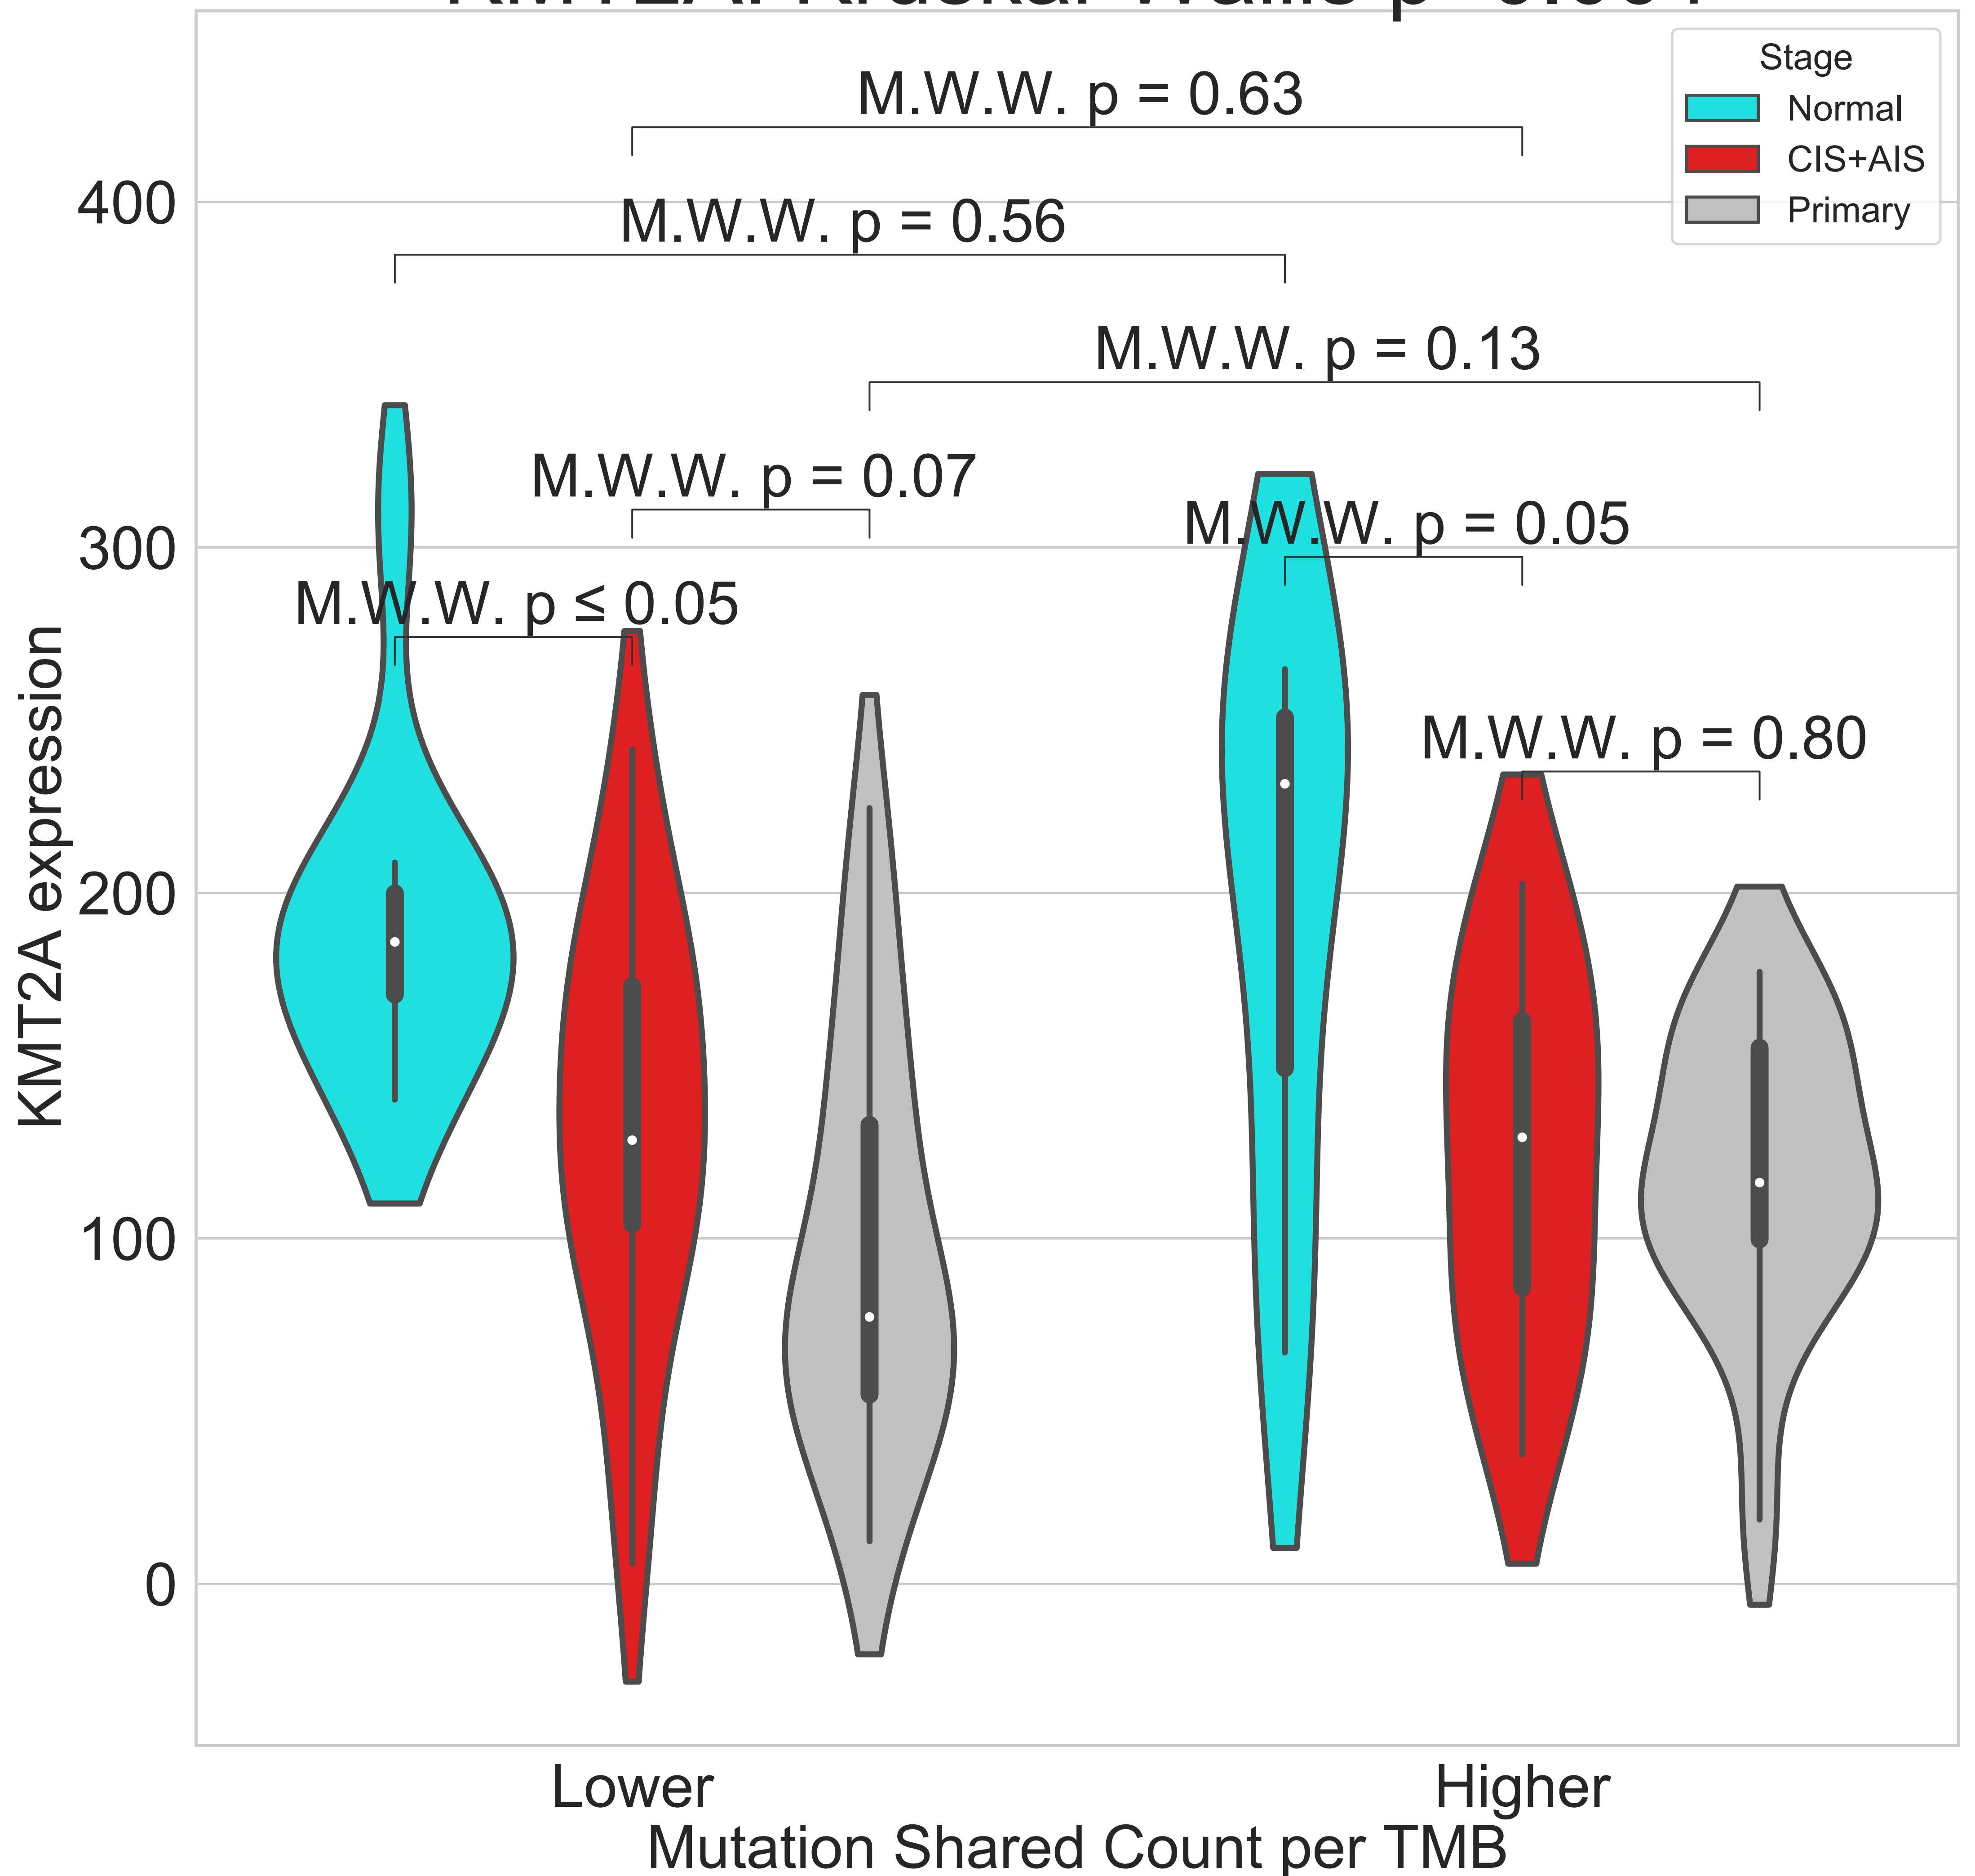 Stage
Normal
CIS+AIS
Primary
M.W.W. p = 0.63
M.W.W. p = 0.56
M.W.W. p = 0.13
M.W.W. p = 0.07
M.W.W. p = 0.05
M.W.W. p ≤ 0.05
M.W.W. p = 0.80
KMT2A expression
400
300
200
100
0
Lower
Higher
Mutation Shared Count per TMB